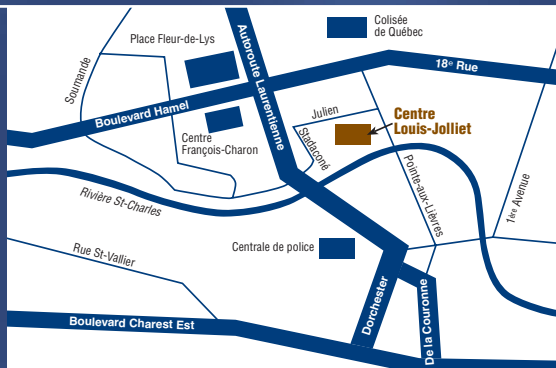 Colisée
de Québec
Place Fleur-de-Lys
Autoroute Laurentienne
18e Rue
Soumande
Boulevard Hamel
Julien
Centre
Louis-Jolliet
Centre
François-Charon
Stadaconé
Pointe-aux-Lièvres
1ère Avenue
Rivière St-Charles
Centrale de police
Rue St-Vallier
Dorchester
De la Couronne
Boulevard Charest Est